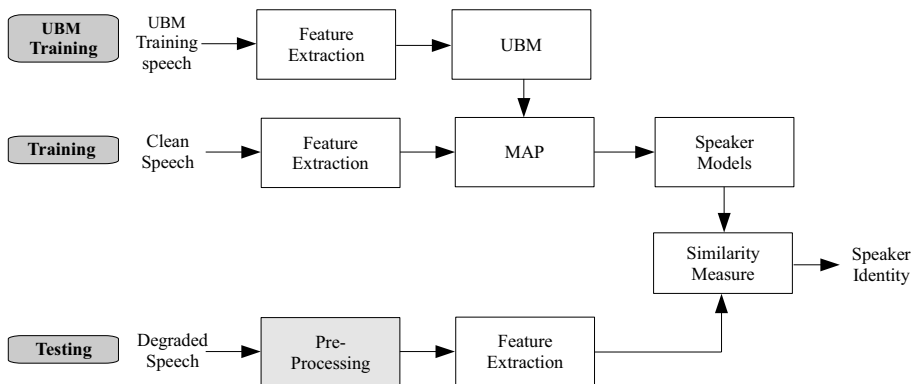 UBM
Training
UBM
Training
speech
Feature
Extraction
UBM
Training
Clean
Speech
Feature
Extraction
MAP
Speaker
Models
Similarity
Measure
Speaker
Identity
Testing
Degraded
Speech
Pre-
Processing
Feature
Extraction